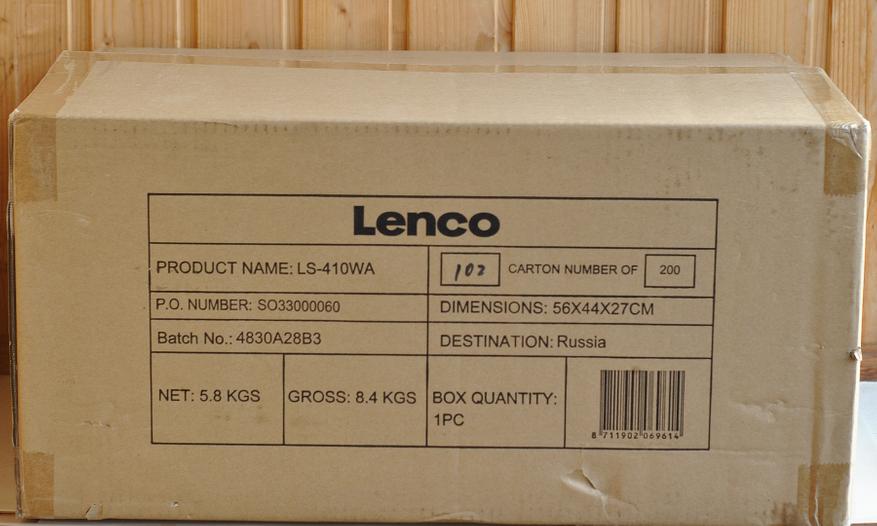 Lenco
PRODUCT NAME: LS-410WA
102 CARTON NUMBER OF 200
P.O. NUMBER: SO33000060
DIMENSIONS: 56X44X27CM
Batch No.: 4830A28B3
DESTINATION: Russia
NET: 5.8 KGS
GROSS: 8.4 KGS
BOX QUANTITY:
1PC
8 711902 069614